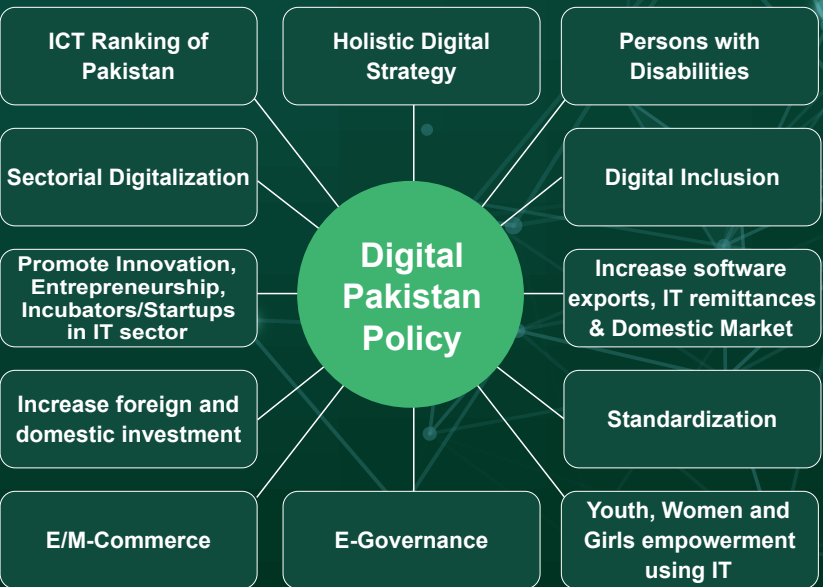 ICT Ranking of
Pakistan
Holistic Digital
Strategy
Persons with
Disabilities
Sectorial Digitalization
Digital Inclusion
Digital
Pakistan
Policy
Promote Innovation,
Entrepreneurship,
Incubators/Startups
in IT sector
Increase software
exports, IT remittances
& Domestic Market
Increase foreign and
domestic investment
Standardization
E/M-Commerce
E-Governance
Youth, Women and
Girls empowerment
using IT